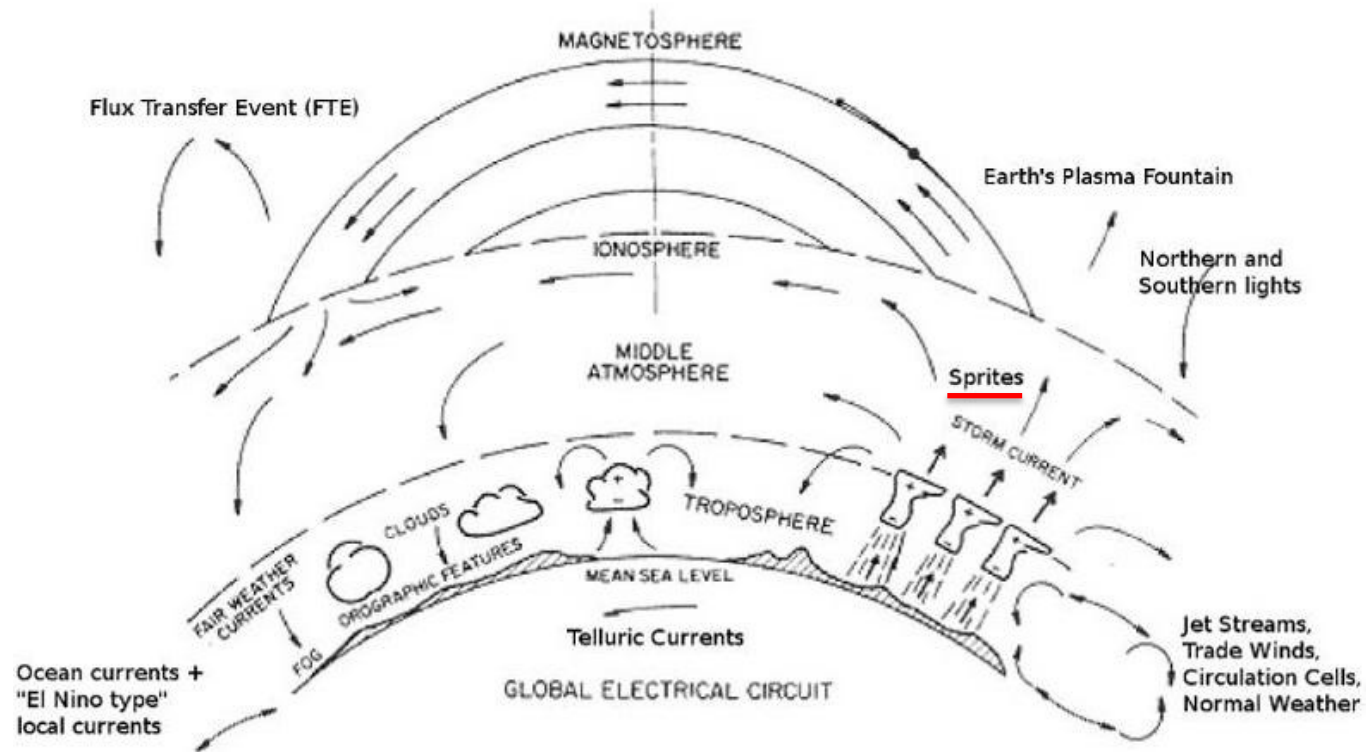 MAGNETOSPHERE
Flux Transfer Event (FTE)
Earth's Plasma Fountain
IONOSPHERE
Northern and
Southern lights
MIDDLE
ATMOSPHERE
Sprites
STORM CURRENT
+
-
TROPOSPHERE
+
-
+
-
+
-
CLOUDS
OROGRAPHIC FEATURES
FAIR WEATHER
CURRENTS
FOG
MEAN SEA LEVEL
Telluric Currents
Jet Streams,
Trade Winds,
Circulation Cells,
Normal Weather
Ocean currents +
"El Nino type"
local currents
GLOBAL ELECTRICAL CIRCUIT